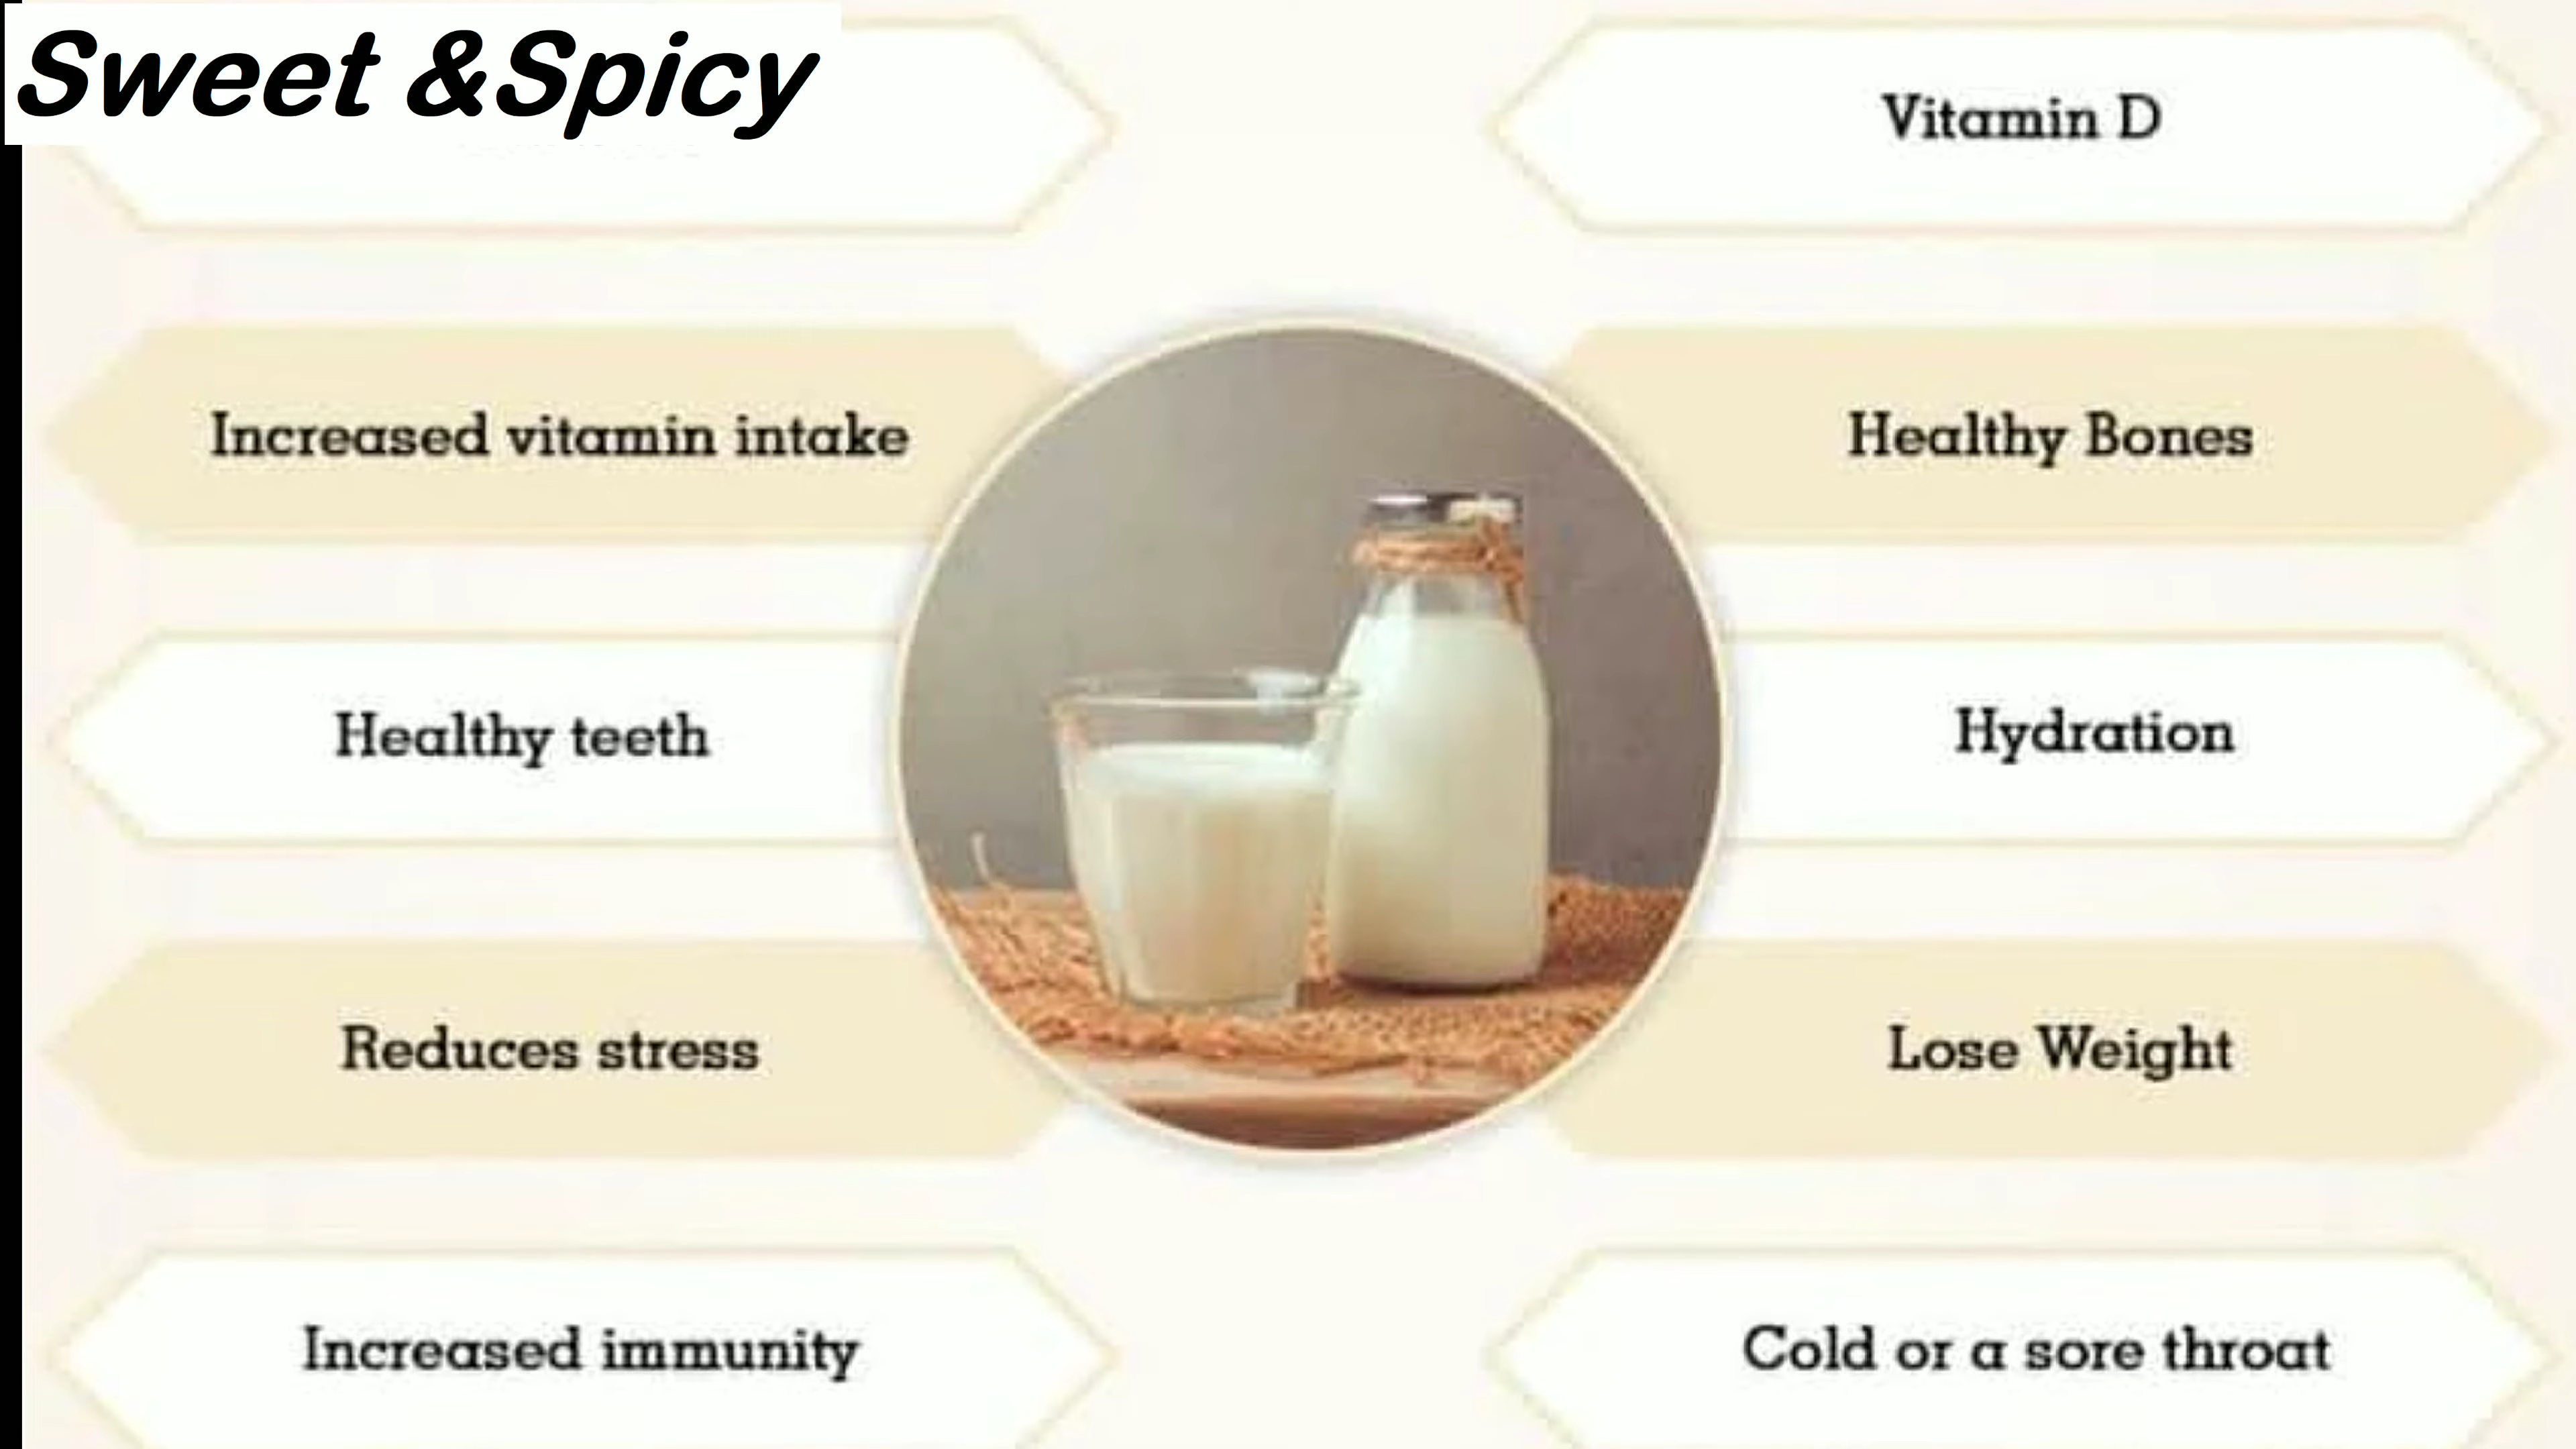 Sweet &Spicy
Vitamin D
Increased vitamin intake
Healthy Bones
Healthy teeth
Hydration
Reduces stress
Lose Weight
Increased immunity
Cold or a sore throat